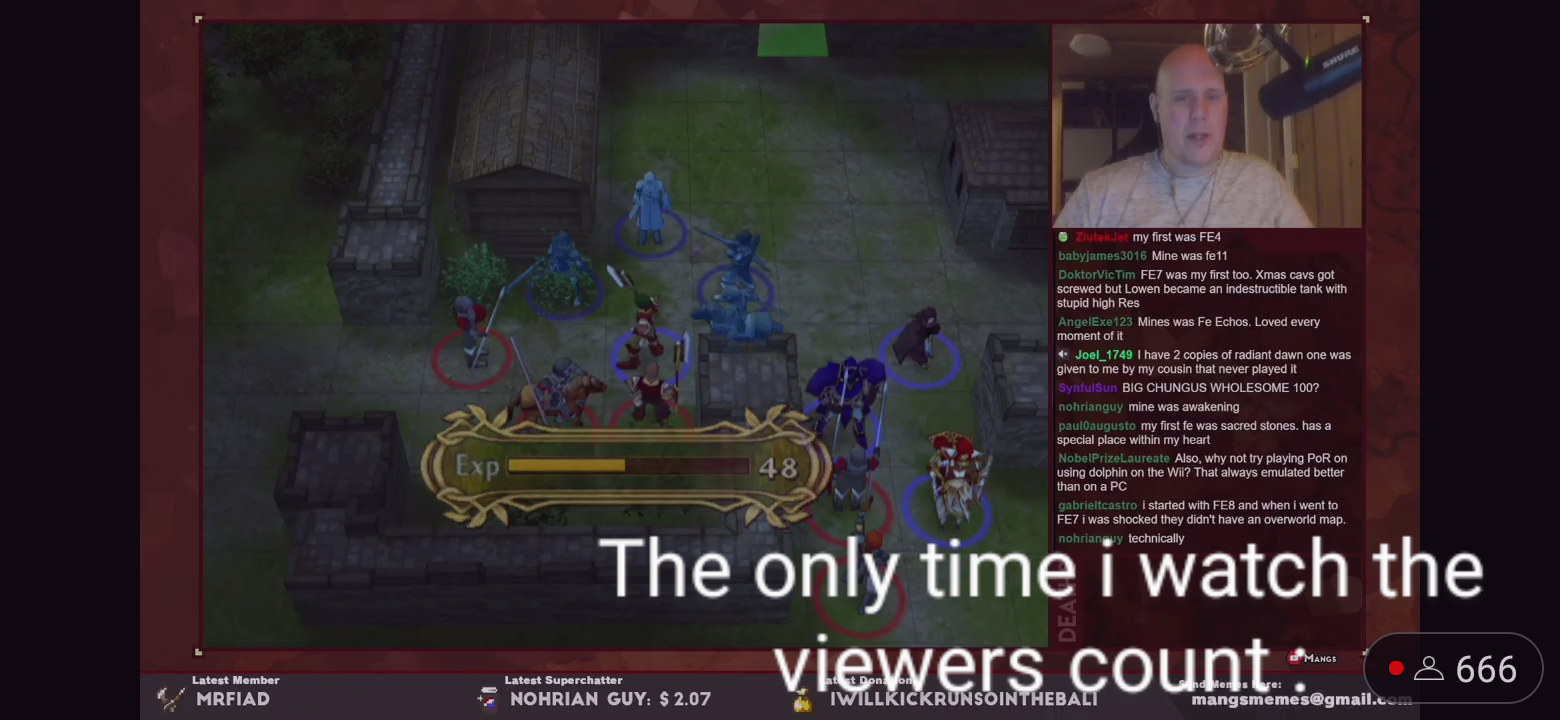 SHURE
ZiutekJet my first was FE4
babyjames3016 Mine was fe11
DoktorVicTim FE7 was my first too. Xmas cavs got
screwed but Lowen became an indestructible tank with
stupid high Res
AngelExe123 Mines was Fe Echos. Loved every
moment of it
Joel_1749 I have 2 copies of radiant dawn one was
given to me by my cousin that never played it
SynfulSun BIG CHUNGUS WHOLESOME 100?
nohrianguy mine was awakening
paul0augusto my first fe was sacred stones. has a
special place within my heart
NobelPrizeLaureate Also, why not try playing PoR on
using dolphin on the Wii? That always emulated better
than on a PC
gabrieltcastro i started with FE8 and when i went to
FE7 i was shocked they didn't have an overworld map.
nohrianguy technically
Exp 48
The only time i watch the
viewers count :
DEA
Mangs
666
Latest Member
MRFIAD
Latest Superchatter
NOHRIAN GUY: $ 2.07
Latest
IWILLKICKRUNSOINTHEBALL
Send Memes Here:
mangsmemes@gmail.com